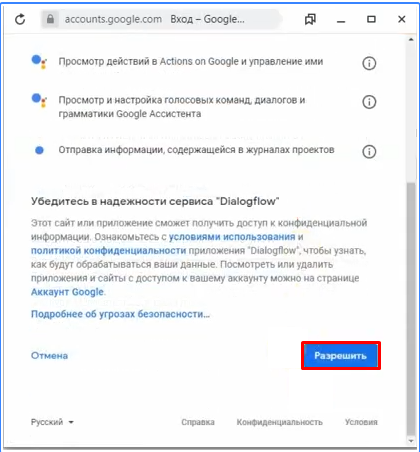 accounts.google.com Вход – Google...
Просмотр действий в Actions on Google и управление ими
Просмотр и настройка голосовых команд, диалогов и
грамматики Google Ассистента
Отправка информации, содержащейся в журналах проектов
Убедитесь в надежности сервиса "Dialogflow"
Этот сайт или приложение сможет получить доступ к конфиденциальной
информации. Ознакомьтесь с условиями использования и
политикой конфиденциальности приложения "Dialogflow", чтобы узнать,
как будут обрабатываться ваши данные. Посмотреть или удалить
приложения и сайты с доступом к вашему аккаунту можно на странице
Аккаунт Google.
Подробнее об угрозах безопасности...
Отмена Разрешить
Русский Справка Конфиденциальность Условия